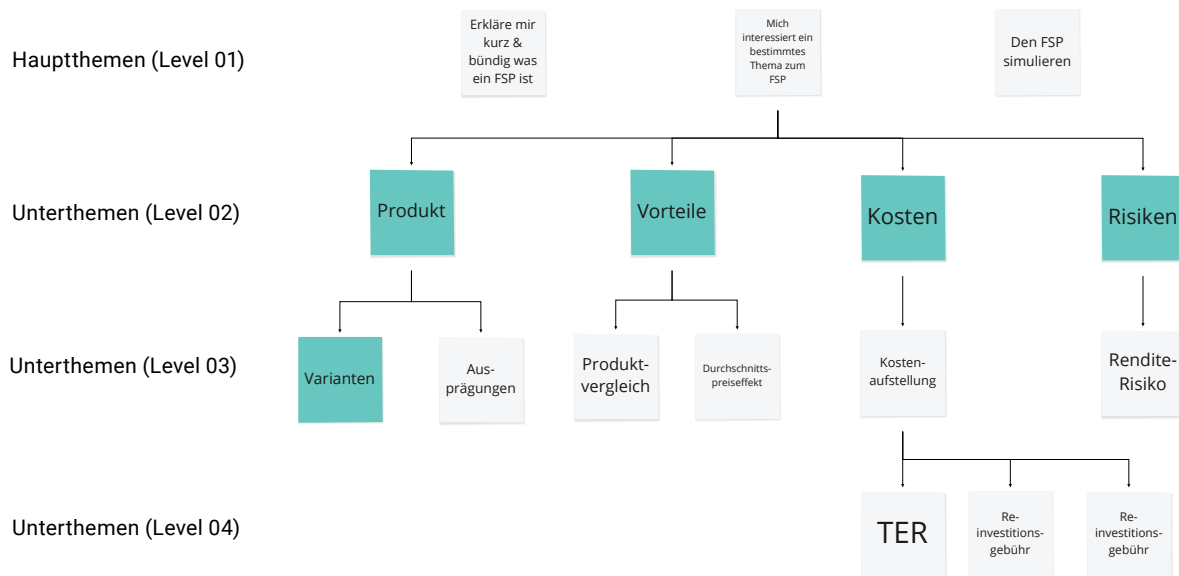 Hauptthemen (Level 01)
Erkläre mir
kurz &
bündig was
ein FSP ist
Mich
interessiert ein
bestimmtes
Thema zum
FSP
Den FSP
simulieren
Unterthemen (Level 02)
Produkt
Vorteile
Kosten
Risiken
Unterthemen (Level 03)
Varianten
Aus-
prägungen
Produkt-
vergleich
Durchschnitts-
preiseffekt
Kosten-
aufstellung
Rendite-
Risiko
Unterthemen (Level 04)
TER
Re-
investitions-
gebühr
Re-
investitions-
gebühr